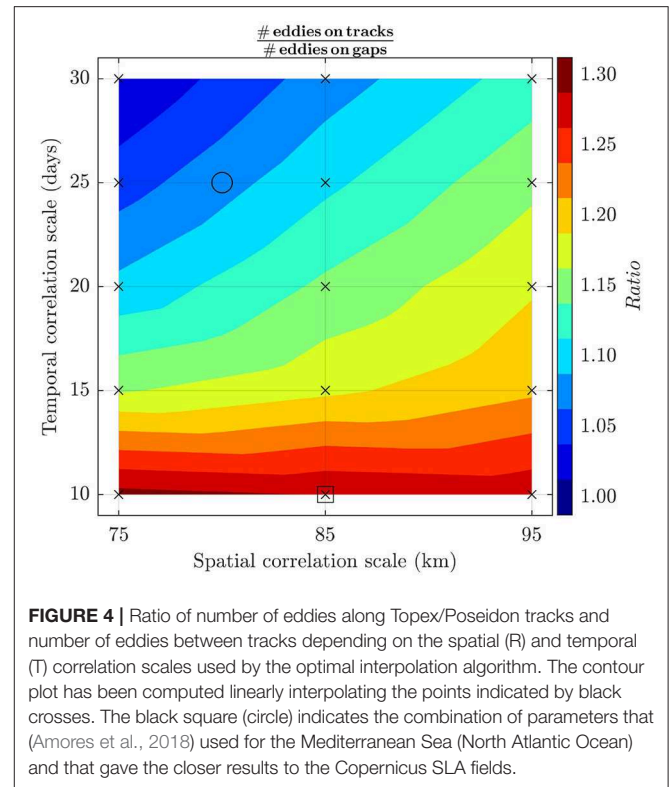 # eddies on tracks
# eddies on gaps
30
25
20
15
10
Temporal correlation scale (days)
75
85
95
Spatial correlation scale (km)
1.30
1.25
1.20
1.15
1.10
1.05
1.00
Ratio
FIGURE 4 | Ratio of number of eddies along Topex/Poseidon tracks and
number of eddies between tracks depending on the spatial (R) and temporal
(T) correlation scales used by the optimal interpolation algorithm. The contour
plot has been computed linearly interpolating the points indicated by black
crosses. The black square (circle) indicates the combination of parameters that
(Amores et al., 2018) used for the Mediterranean Sea (North Atlantic Ocean)
and that gave the closer results to the Copernicus SLA fields.